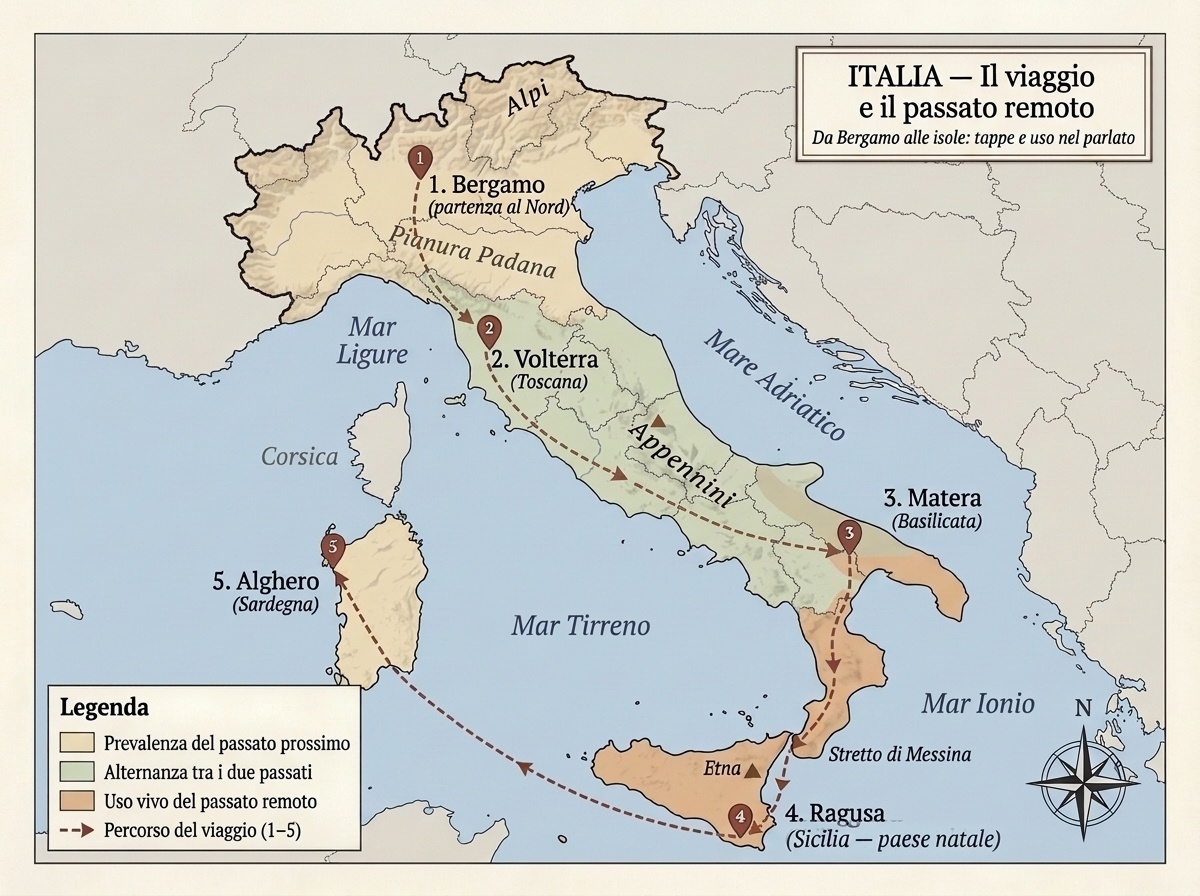 ITALIA — Il viaggio
e il passato remoto
Da Bergamo alle isole: tappe e uso nel parlato
Alpi
1
1. Bergamo
(partenza al Nord)
Pianura Padana
Mar
Ligure
2
2. Volterra
(Toscana)
Mare Adriatico
Corsica
Appennini
3. Matera
(Basilicata)
3
5
5. Alghero
(Sardegna)
Mar Tirreno
Mar Ionio
N
Stretto di Messina
Etna
4
4. Ragusa
(Sicilia — paese natale)
Legenda
Prevalenza del passato prossimo
Alternanza tra i due passati
Uso vivo del passato remoto
Percorso del viaggio (1–5)